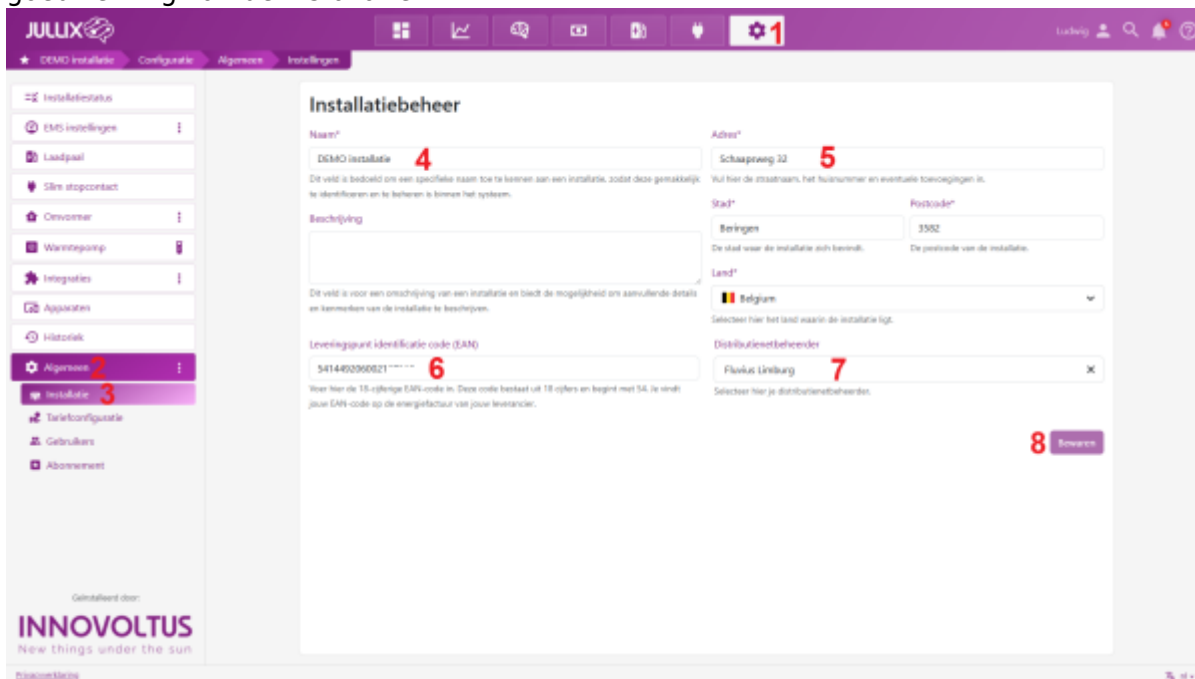 JULLIX
1
Ludwig
DEMO installatie Configuratie Algemeen Instellingen
Installatiestatus
EMS instellingen
Laadpaal
Slim stopcontact
Omvormer
Warmtepomp
Integraties
Apparaten
Historiek
Algemeen 2
Installatie 3
Tariefconfiguratie
Gebruikers
Abonnement
Geïnstalleerd door:
INNOVOLTUS
New things under the sun
Privacyverklaring
Installatiebeheer
Naam*
DEMO installatie 4
Dit veld is bedoeld om een specifieke naam toe te kennen aan een installatie, zodat deze gemakkelijk
te identificeren en te beheren is binnen het systeem.
Beschrijving
Dit veld is voor een omschrijving van een installatie en biedt de mogelijkheid om aanvullende details
en kenmerken van de installatie te beschrijven.
Leveringspunt identificatie code (EAN)
5414492060021 6
Voer hier de 18-cijferige EAN-code in. Deze code bestaat uit 18 cijfers en begint met 54. Je vindt
jouw EAN-code op de energiefactuur van jouw leverancier.
Adres*
Schaapsweg 32 5
Vul hier de straatnaam, het huisnummer en eventuele toevoegingen in.
Stad* Postcode*
Beringen 3582
De stad waar de installatie zich bevindt. De postcode van de installatie.
Land*
Belgium
Selecteer hier het land waarin de installatie ligt.
Distributienetbeheerder
Fluvius Limburg 7
Selecteer hier je distributienetbeheerder.
8 Bewaren
nl